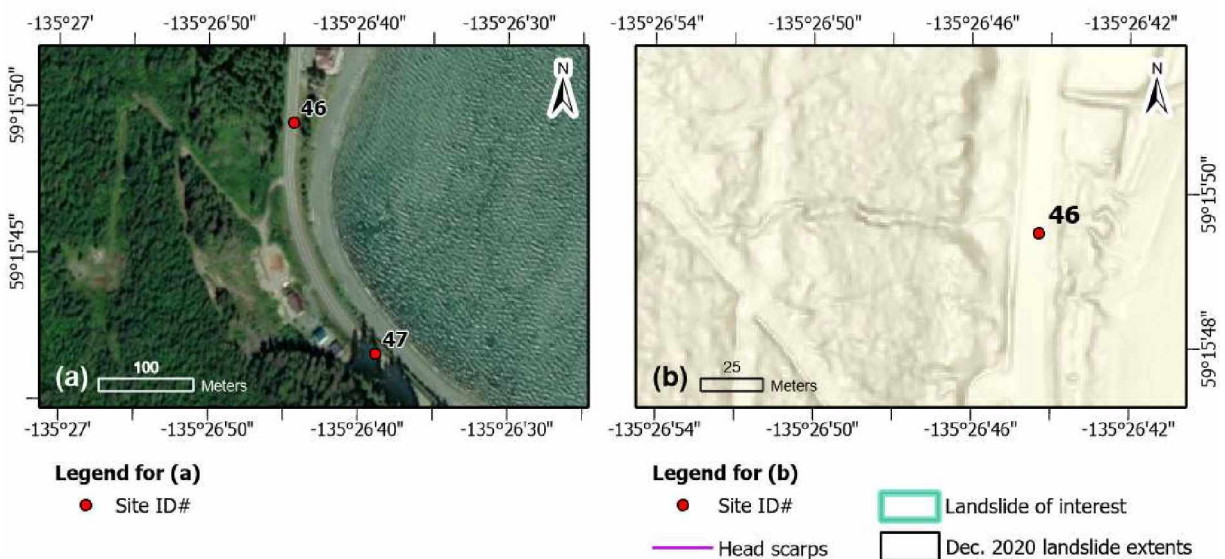 -135°27' -135°26'50" -135°26'40" -135°26'30"
-135°26'54" -135°26'50" -135°26'46" -135°26'42"
59°15'50"
59°15'45"
N
46
47
(a)
100
Meters
-135°27' -135°26'50" -135°26'40" -135°26'30"
N
46
(b)
25
Meters
59°15'50"
59°15'48"
-135°26'54" -135°26'50" -135°26'46" -135°26'42"
Legend for (a)
Site ID#
Legend for (b)
Site ID#
Landslide of interest
Head scarps
Dec. 2020 landslide extents